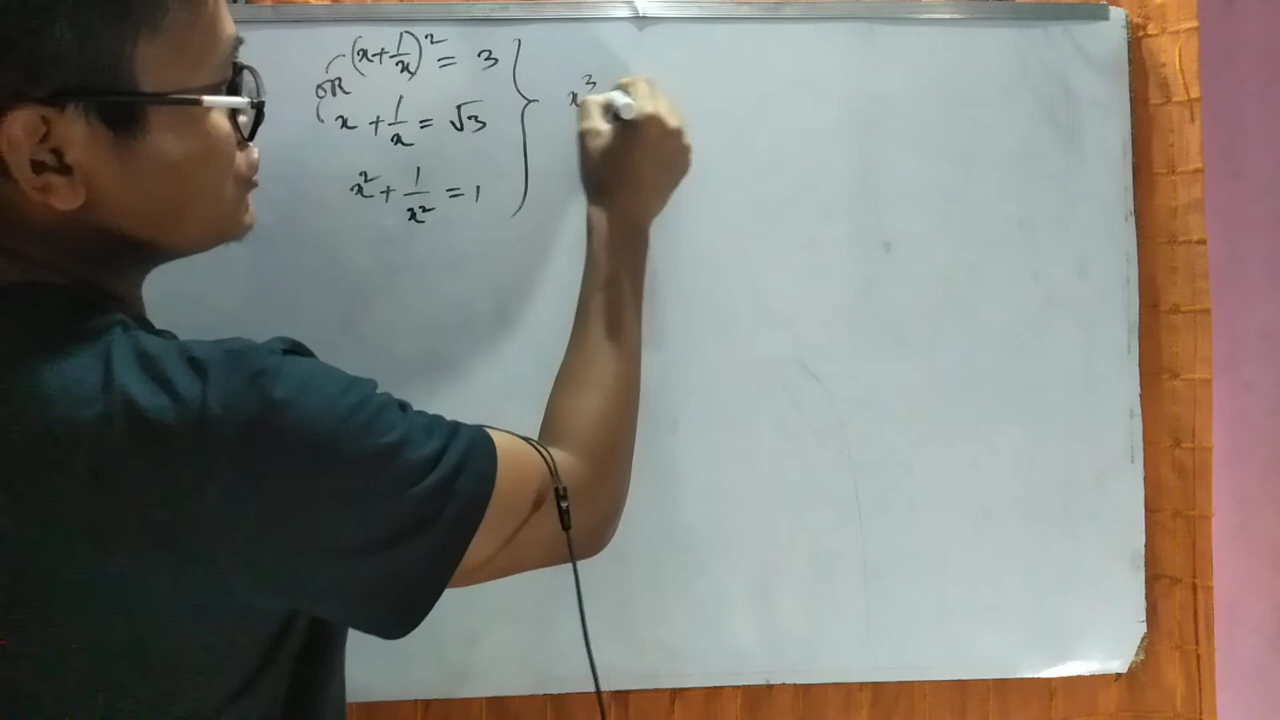 (x+1/x)² = 3
OR
x + 1/x = √3
x² + 1/x² = 1
x³